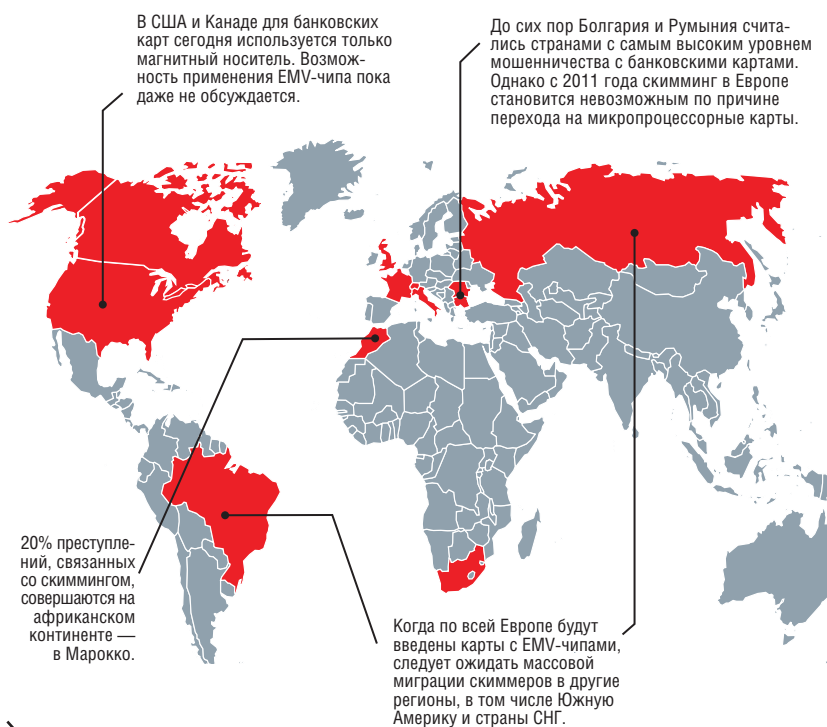 В США и Канаде для банковских
карт сегодня используется только
магнитный носитель. Возмож-
ность применения EMV-чипа пока
даже не обсуждается.
До сих пор Болгария и Румыния счита-
лись странами с самым высоким уровнем
мошенничества с банковскими картами.
Однако с 2011 года скимминг в Европе
становится невозможным по причине
перехода на микропроцессорные карты.
20% преступле-
ний, связанных
со скиммингом,
совершаются на
африканском
континенте —
в Марокко.
Когда по всей Европе будут
введены карты с EMV-чипами,
следует ожидать массовой
миграции скиммеров в другие
регионы, в том числе Южную
Америку и страны СНГ.